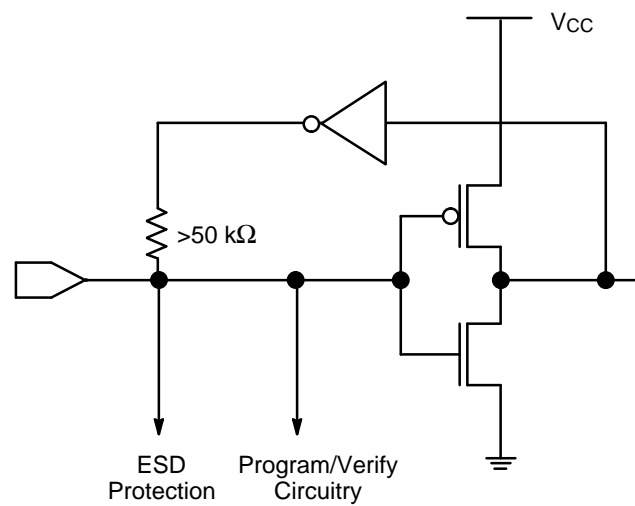 VCC
>50 kΩ
ESD
Protection
Program/Verify
Circuitry